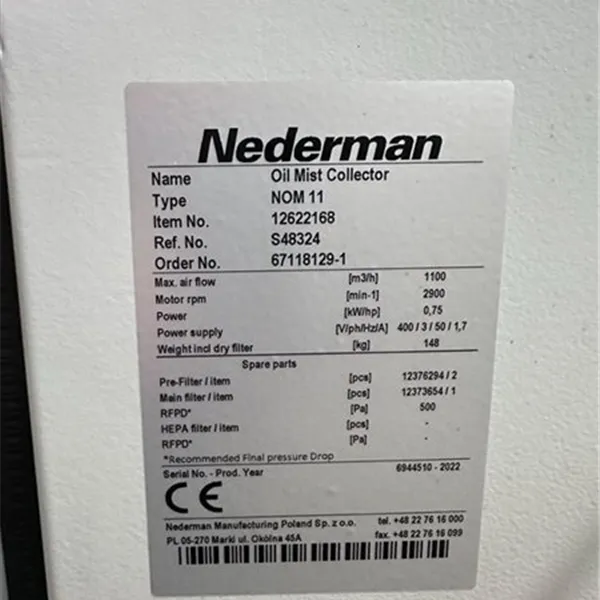 Nederman
Name Oil Mist Collector
Type NOM 11
Item No. 12622168
Ref. No. S48324
Order No. 67118129-1
Max. air flow [m3/h] 1100
Motor rpm [min-1] 2900
Power [kW/hp] 0,75
Power supply [V/ph/Hz/A] 400 / 3 / 50 / 1,7
Weight incl dry filter [kg] 148
Spare parts
Pre-Filter / item [pcs] 12376294 / 2
Main filter / item [pcs] 12373654 / 1
RFPD* [Pa] 500
HEPA filter / item [pcs] -
RFPD* [Pa] -
*Recommended Final pressure Drop
Serial No. - Prod. Year 6944510 - 2022
CE
Nederman Manufacturing Poland Sp. z o.o. tel. +48 22 76 16 000
PL 05-270 Marki ul. Okólna 45A fax. +48 22 76 16 099